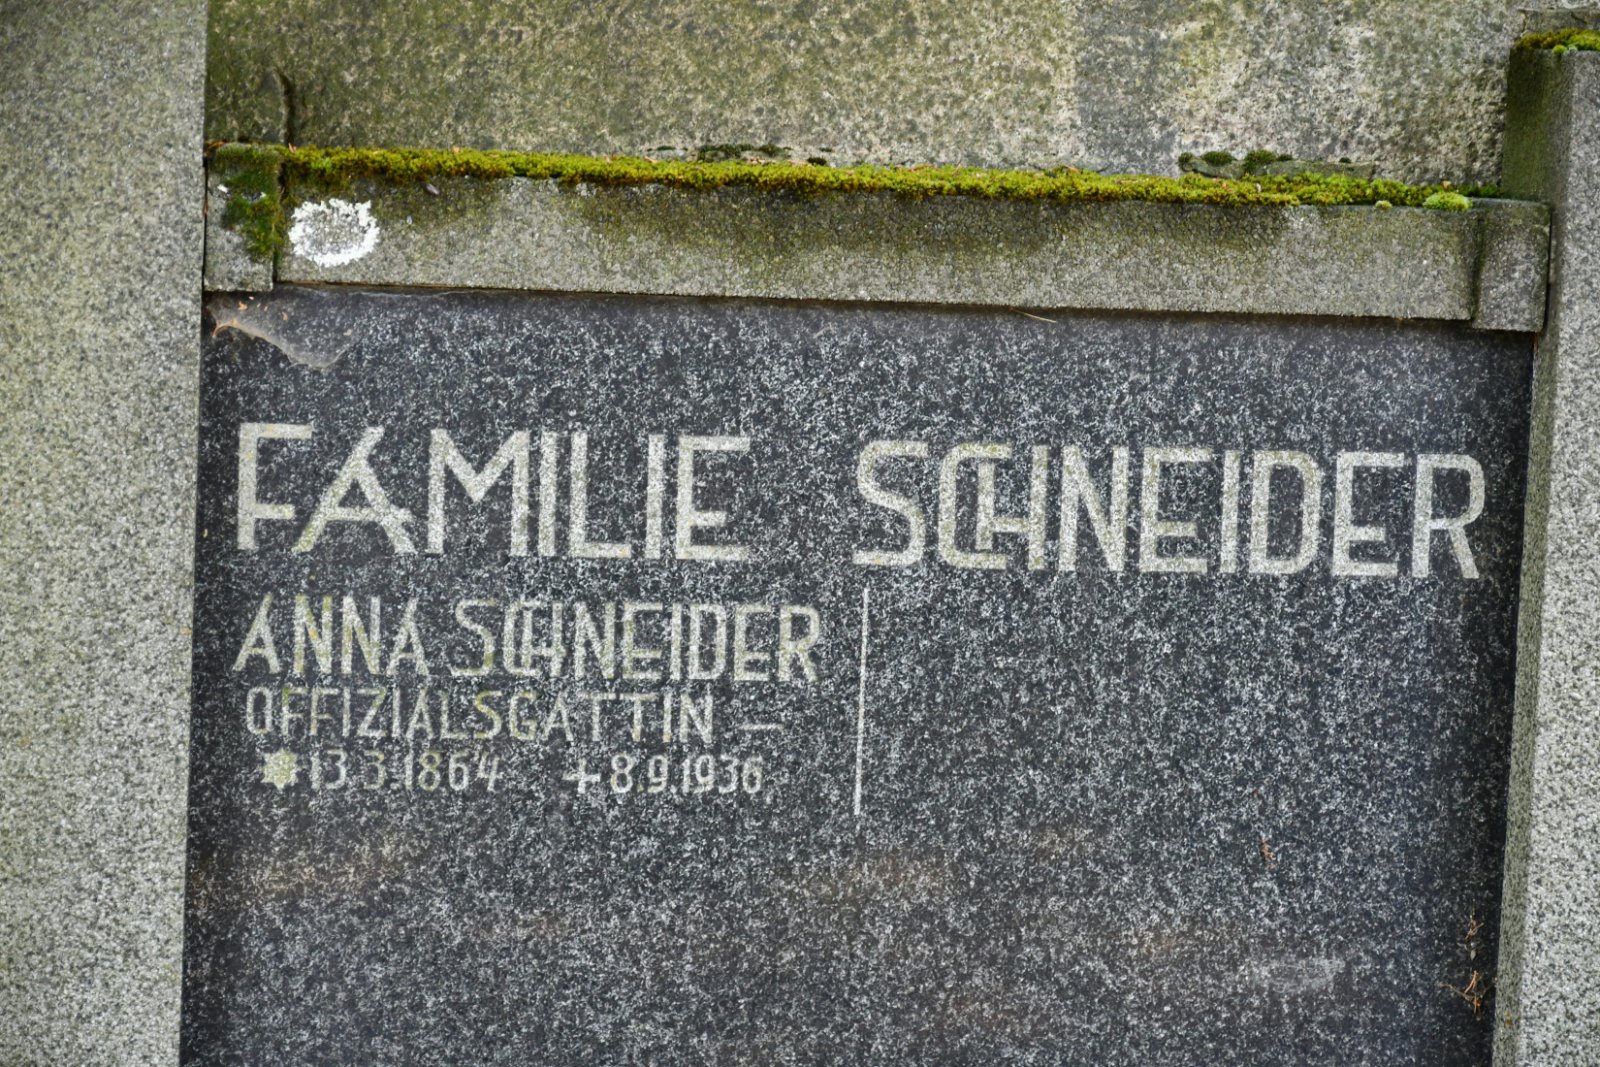 FAMILIE SCHNEIDER
ANNA SCHNEIDER
OFFIZIALSGATTIN —
* 13.3.1864 + 8.9.1936